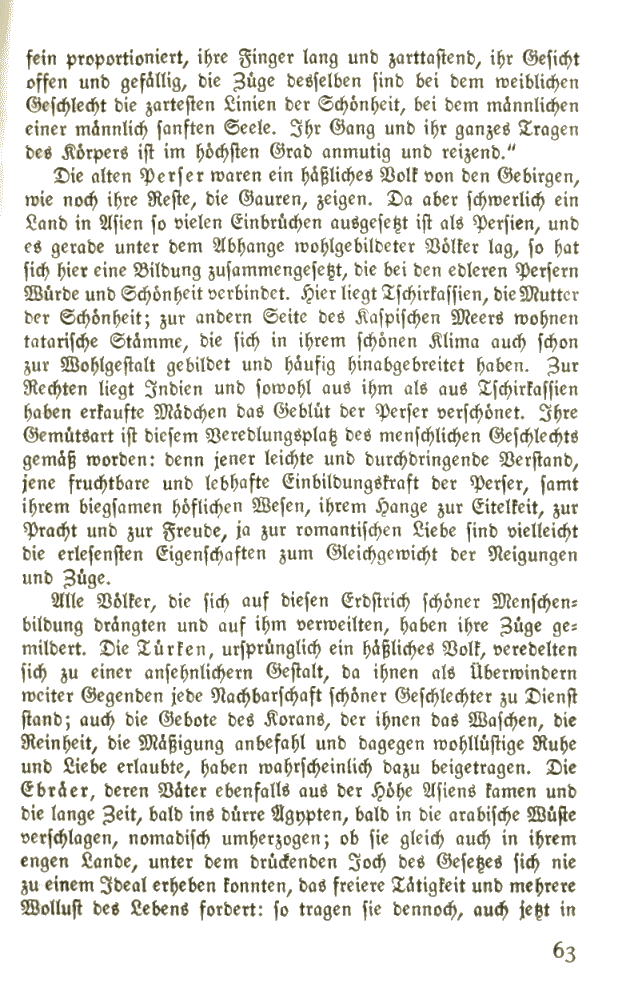 fein proportioniert, ihre Finger lang und zarttastend, ihr Gesicht
offen und gefällig, die Züge desselben sind bei dem weiblichen
Geschlecht die zartesten Linien der Schönheit, bei dem männlichen
einer männlich sanften Seele. Ihr Gang und ihr ganzes Tragen
des Körpers ist im höchsten Grad anmutig und reizend.“
Die alten Perser waren ein häßliches Volk von den Gebirgen,
wie noch ihre Reste, die Gauren, zeigen. Da aber schwerlich ein
Land in Asien so vielen Einbrüchen ausgesetzt ist als Persien, und
es gerade unter dem Abhange wohlgebildeter Völker lag, so hat
sich hier eine Bildung zusammengesetzt, die bei den edleren Persern
Würde und Schönheit verbindet. Hier liegt Tschirkassien, die Mutter
der Schönheit; zur andern Seite des Kaspischen Meers wohnen
tatarische Stämme, die sich in ihrem schönen Klima auch schon
zur Wohlgestalt gebildet und häufig hinabgebreitet haben. Zur
Rechten liegt Indien und sowohl aus ihm als aus Tschirkassien
haben erkaufte Mädchen das Geblüt der Perser verschönet. Ihre
Gemütsart ist diesem Veredlungsplatz des menschlichen Geschlechts
gemäß worden: denn jener leichte und durchdringende Verstand,
jene fruchtbare und lebhafte Einbildungskraft der Perser, samt
ihrem biegsamen höflichen Wesen, ihrem Hange zur Eitelkeit, zur
Pracht und zur Freude, ja zur romantischen Liebe sind vielleicht
die erlesensten Eigenschaften zum Gleichgewicht der Neigungen
und Züge.
Alle Völker, die sich auf diesen Erdstrich schöner Menschen-
bildung drängten und auf ihm verweilten, haben ihre Züge ge-
mildert. Die Türken, ursprünglich ein häßliches Volk, veredelten
sich zu einer ansehnlichern Gestalt, da ihnen als Überwindern
weiter Gegenden jede Nachbarschaft schöner Geschlechter zu Dienst
stand; auch die Gebote des Korans, der ihnen das Waschen, die
Reinheit, die Mäßigung anbefahl und dagegen wohllüstige Ruhe
und Liebe erlaubte, haben wahrscheinlich dazu beigetragen. Die
Ebräer, deren Väter ebenfalls aus der Höhe Asiens kamen und
die lange Zeit, bald ins dürre Ägypten, bald in die arabische Wüste
verschlagen, nomadisch umherzogen; ob sie gleich auch in ihrem
engen Lande, unter dem drückenden Joch des Gesetzes sich nie
zu einem Ideal erheben konnten, das freiere Tätigkeit und mehrere
Wollust des Lebens fordert: so tragen sie dennoch, auch jetzt in
63